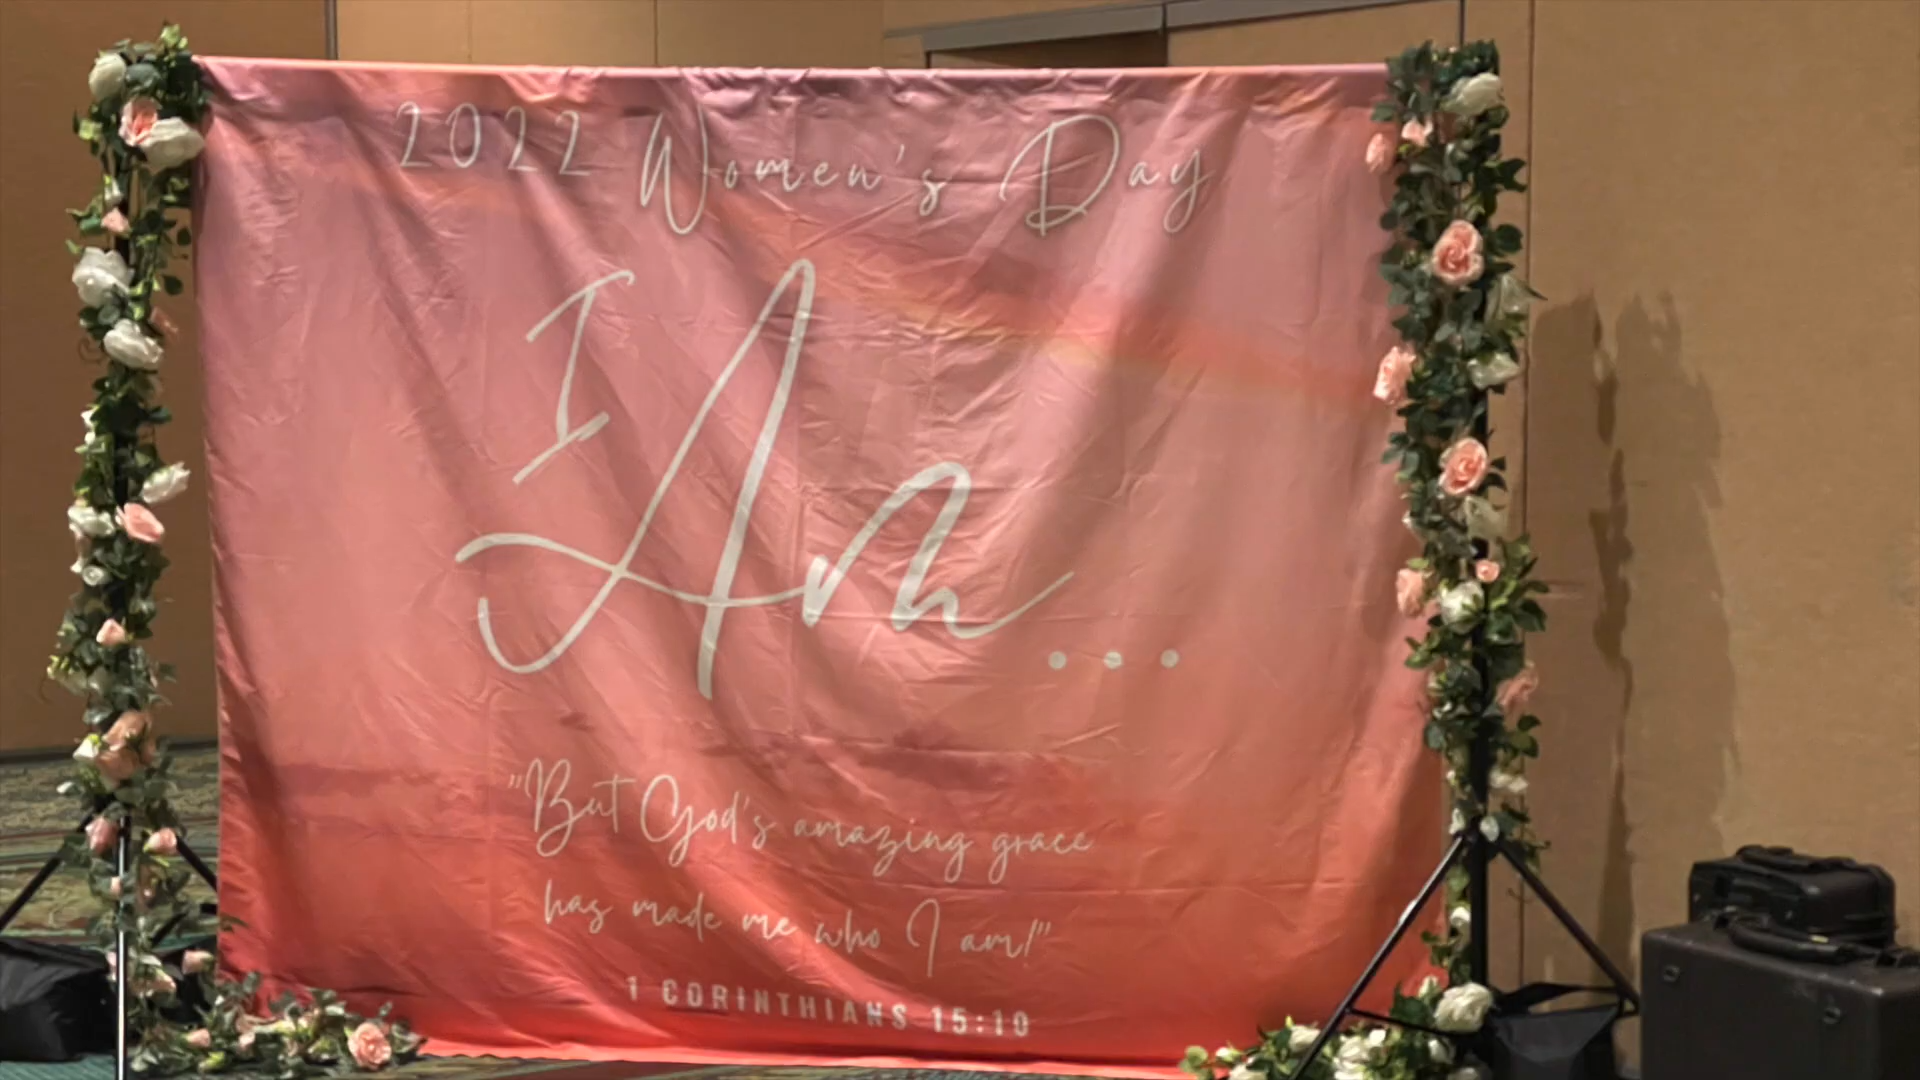 2022 Women's Day
I Am...
"But God's amazing grace
has made me who I am!"
1 CORINTHIANS 15:10